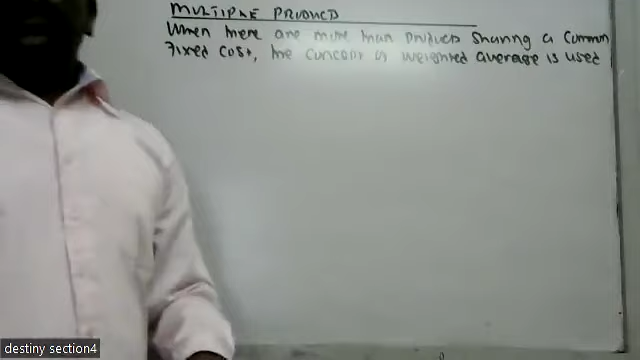 MULTIPLE PRODUCT
When there are more than products sharing a common
Fixed cost, the concept of weighted average is used
destiny section4